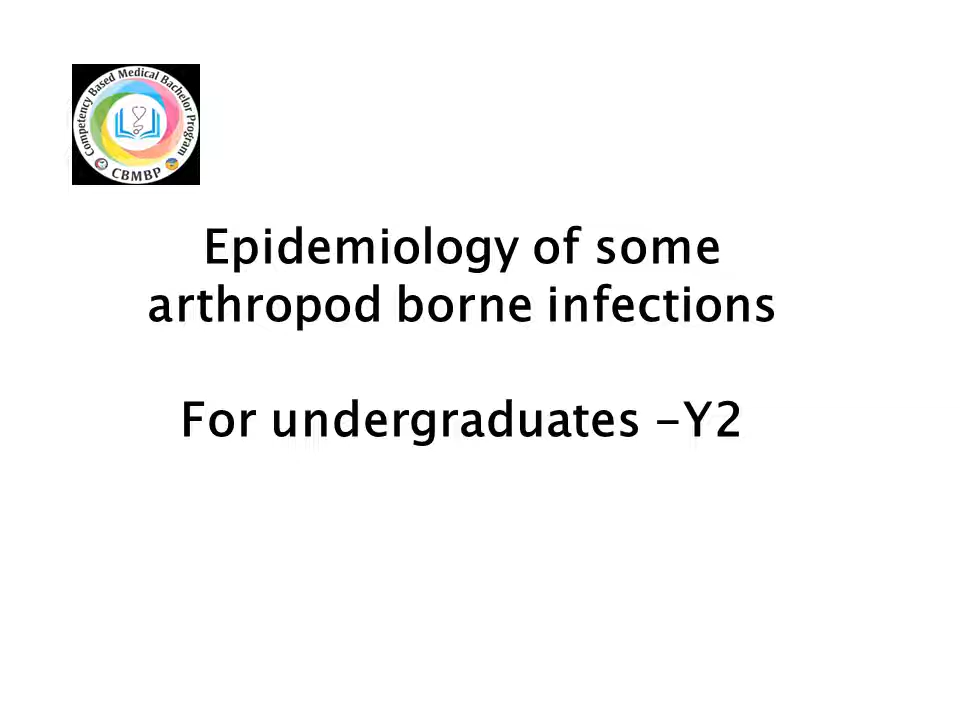 Competency Based Medical Bachelor Program
CBMBP
Epidemiology of some
arthropod borne infections
For undergraduates -Y2